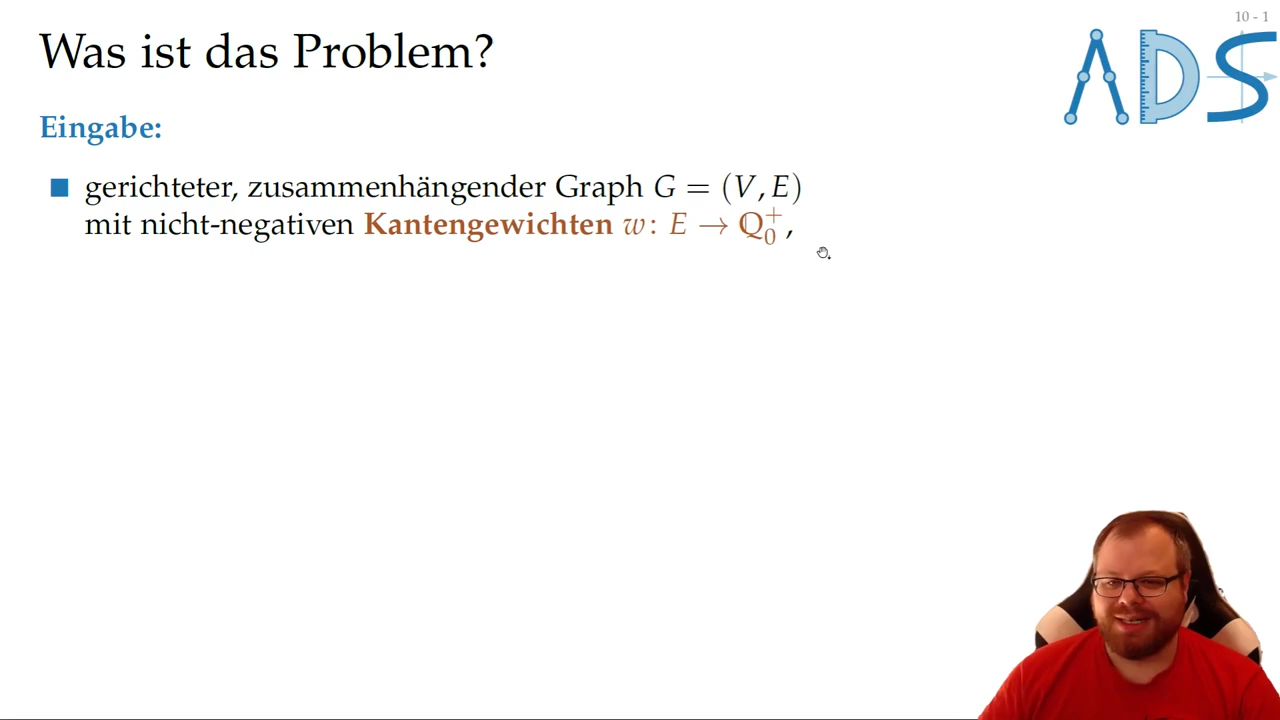 10 - 1
Was ist das Problem?
ADS
Eingabe:
gerichteter, zusammenhängender Graph G = (V, E)
mit nicht-negativen Kantengewichten w: E → ℚ₀⁺,